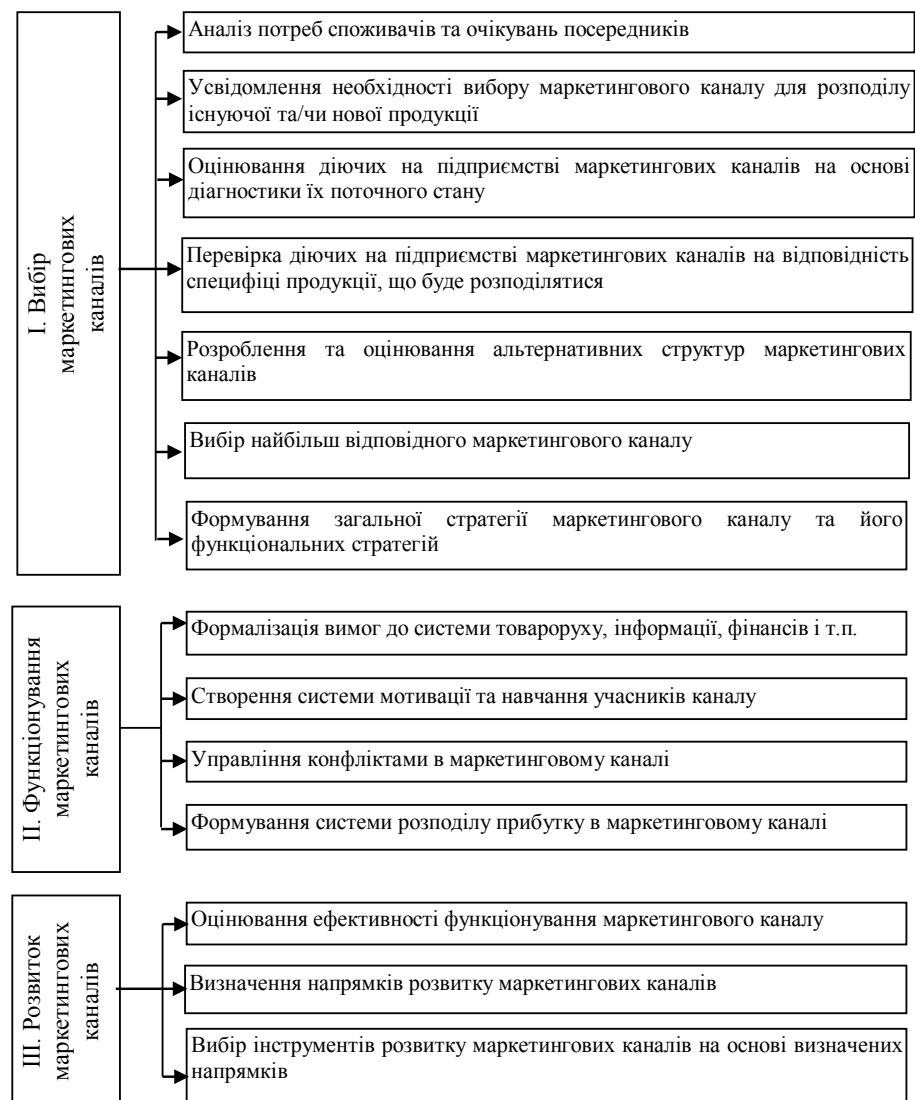 І. Вибір
маркетингових
каналів
Аналіз потреб споживачів та очікувань посередників
Усвідомлення необхідності вибору маркетингового каналу для розподілу
існуючої та/чи нової продукції
Оцінювання діючих на підприємстві маркетингових каналів на основі
діагностики їх поточного стану
Перевірка діючих на підприємстві маркетингових каналів на відповідність
специфіці продукції, що буде розподілятися
Розроблення та оцінювання альтернативних структур маркетингових
каналів
Вибір найбільш відповідного маркетингового каналу
Формування загальної стратегії маркетингового каналу та його
функціональних стратегій
ІІ. Функціонування
маркетингових
каналів
Формалізація вимог до системи товароруху, інформації, фінансів і т.п.
Створення системи мотивації та навчання учасників каналу
Управління конфліктами в маркетинговому каналі
Формування системи розподілу прибутку в маркетинговому каналі
ІІІ. Розвиток
маркетингових
каналів
Оцінювання ефективності функціонування маркетингового каналу
Визначення напрямків розвитку маркетингових каналів
Вибір інструментів розвитку маркетингових каналів на основі визначених
напрямків